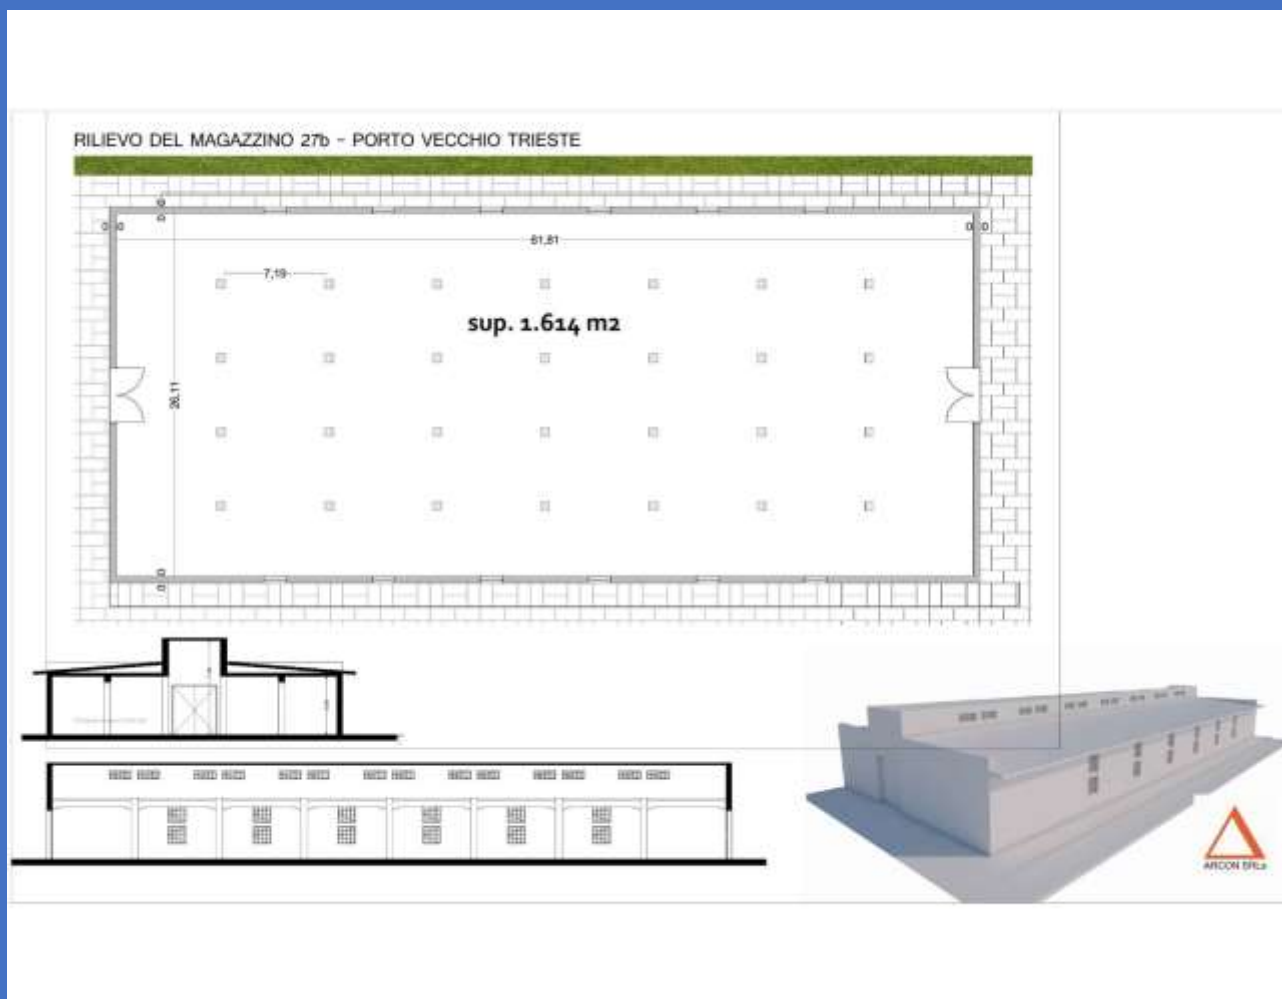 RILIEVO DEL MAGAZZINO 27b - PORTO VECCHIO TRIESTE
61,81
7,19
sup. 1.614 m2
26,11
ARCON SRLs